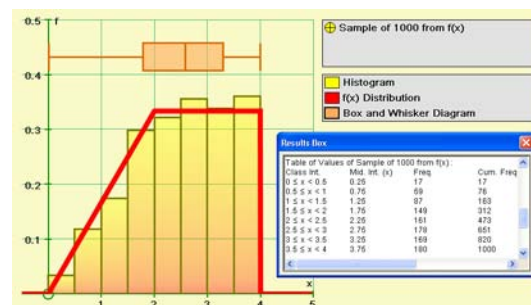 0.5 f
Sample of 1000 from f(x)
0.4
Histogram
f(x) Distribution
Box and Whisker Diagram
0.3
Results Box
Table of Values of Sample of 1000 from f(x) :
Class Int. Mid. Int. (x) Freq. Cum. Freq
0 ≤ x < 0.5 0.25 17 17
0.5 ≤ x < 1 0.75 59 76
1 ≤ x < 1.5 1.25 87 163
1.5 ≤ x < 2 1.75 149 312
2 ≤ x < 2.5 2.25 161 473
2.5 ≤ x < 3 2.75 178 651
3 ≤ x < 3.5 3.25 169 820
3.5 ≤ x < 4 3.75 180 1000
0.2
0.1
x
1 2 3 4 5